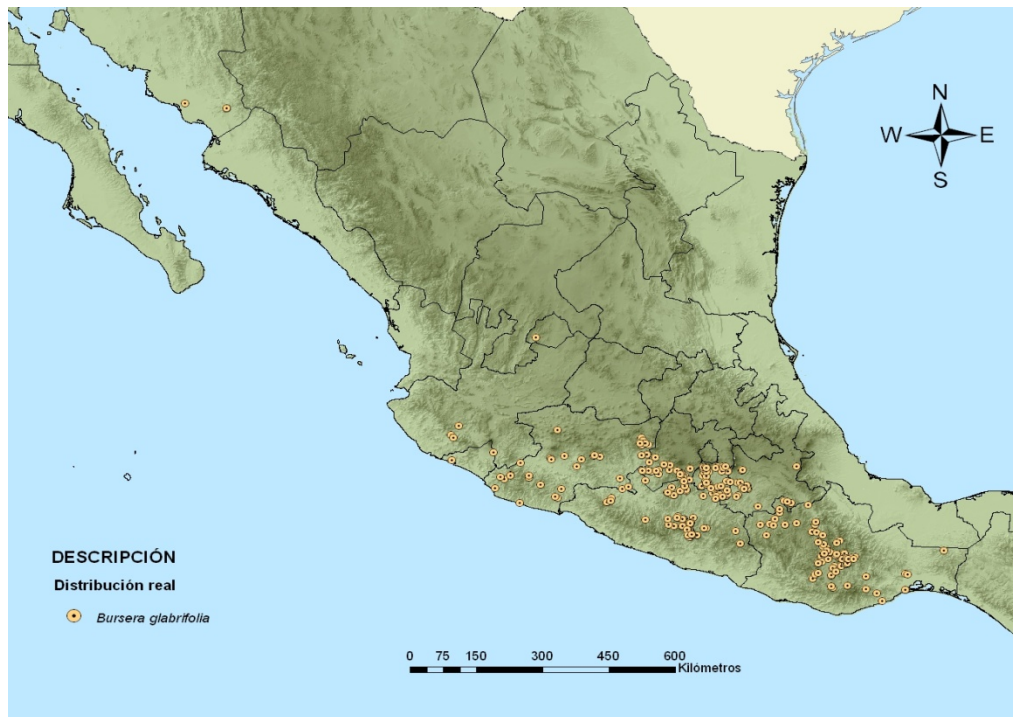 N
W E
S
DESCRIPCIÓN
Distribución real
Bursera glabrifolia
0 75 150 300 450 600
Kilómetros